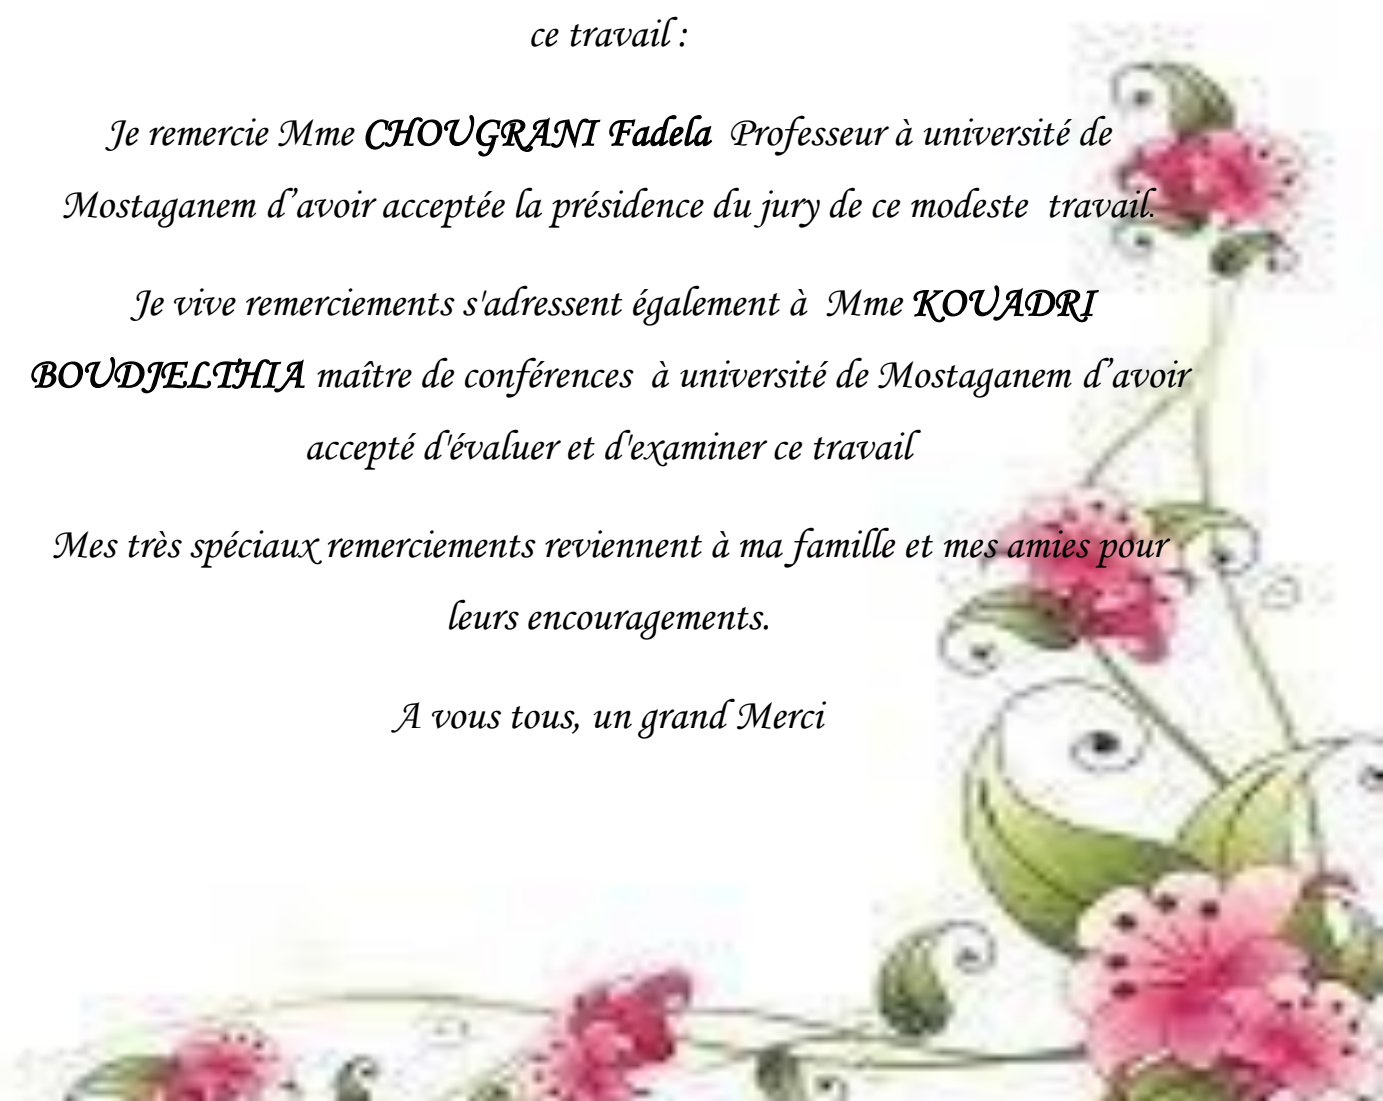 ce travail :
Je remercie Mme CHOUGRANI Fadela Professeur à université de
Mostaganem d’avoir acceptée la présidence du jury de ce modeste travail.
Je vive remerciements s'adressent également à Mme KOUADRI
BOUDJELTHIA maître de conférences à université de Mostaganem d’avoir
accepté d'évaluer et d'examiner ce travail
Mes très spéciaux remerciements reviennent à ma famille et mes amies pour
leurs encouragements.
A vous tous, un grand Merci